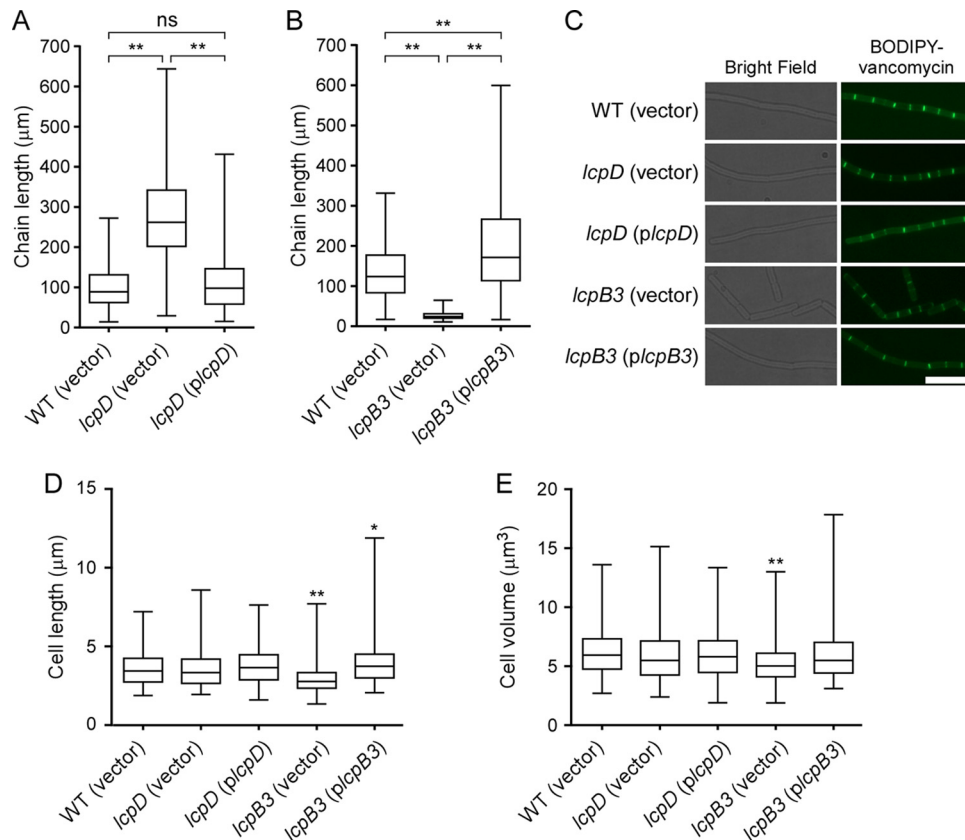 A
ns
**
**
700
600
500
400
300
200
100
0
Chain length (μm)
WT (vector)
lcpD (vector)
lcpD (plcpD)
B
**
**
**
700
600
500
400
300
200
100
0
Chain length (μm)
WT (vector)
lcpB3 (vector)
lcpB3 (plcpB3)
C
Bright Field
BODIPY-
vancomycin
WT (vector)
lcpD (vector)
lcpD (plcpD)
lcpB3 (vector)
lcpB3 (plcpB3)
D
15
10
5
0
Cell length (μm)
**
*
WT (vector)
lcpD (vector)
lcpD (plcpD)
lcpB3 (vector)
lcpB3 (plcpB3)
E
20
15
10
5
0
Cell volume (μm³)
**
WT (vector)
lcpD (vector)
lcpD (plcpD)
lcpB3 (vector)
lcpB3 (plcpB3)